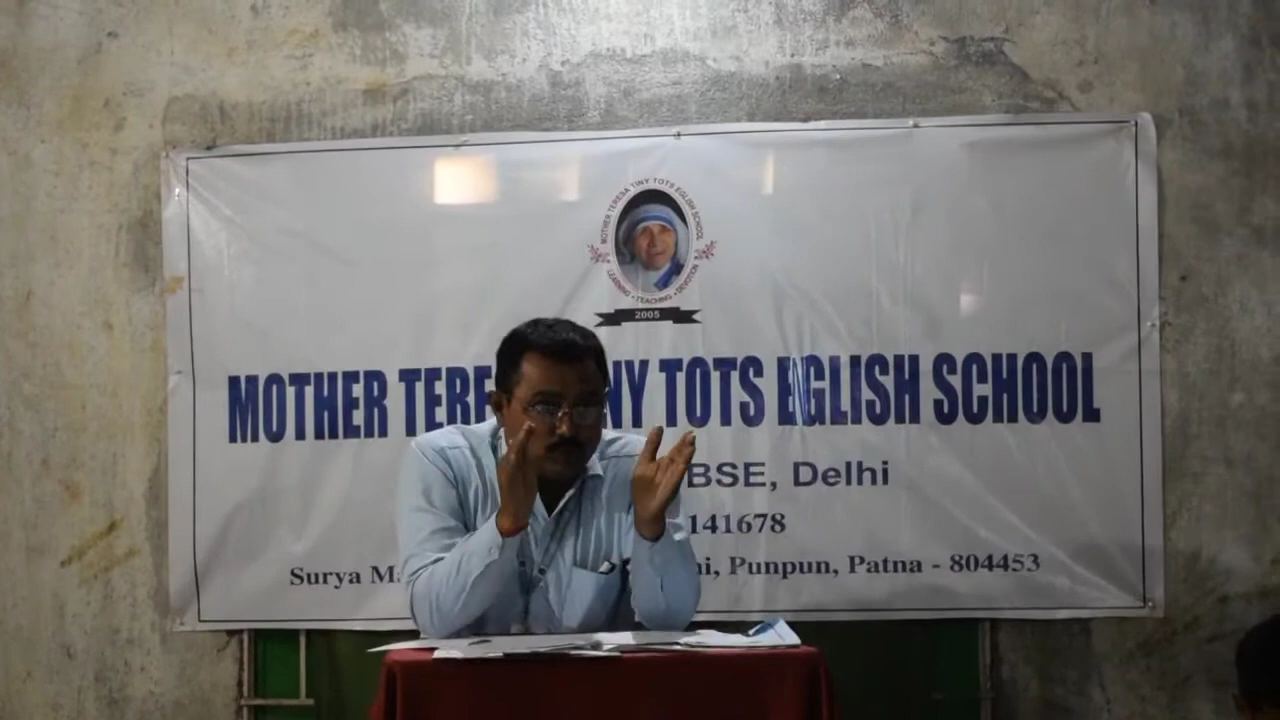 MOTHER TERESA TINY TOTS EGLISH SCHOOL
LEARNING • TEACHING • DEVOTION
2005
MOTHER TERE NY TOTS ENGLISH SCHOOL
BSE, Delhi
141678
Surya Ma i, Punpun, Patna - 804453